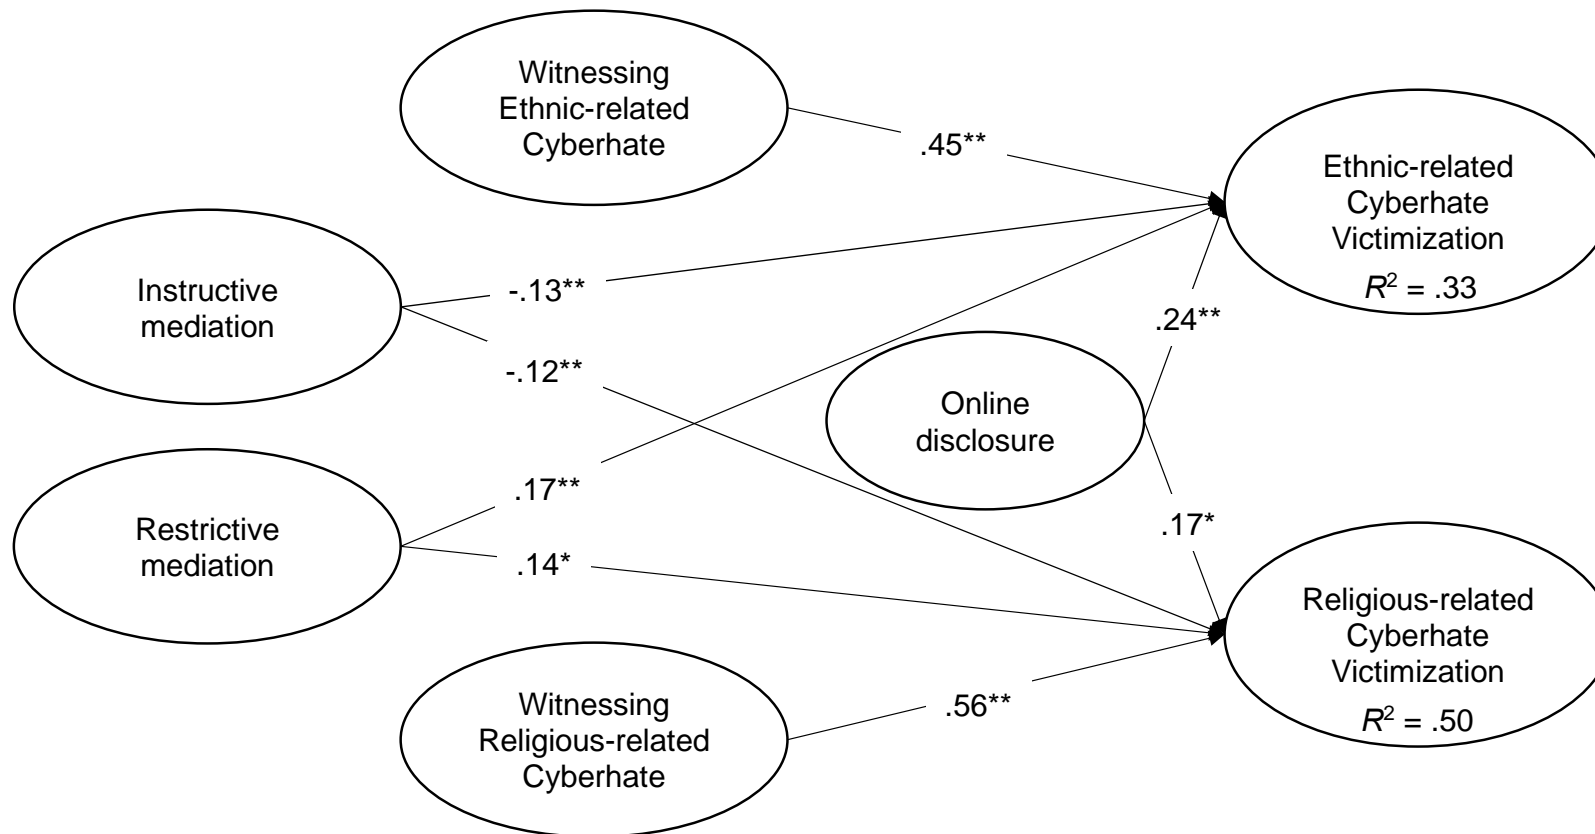 Witnessing
Ethnic-related
Cyberhate
.45**
Ethnic-related
Cyberhate
Victimization
R² = .33
Instructive
mediation
-.13**
-.12**
.24**
Online
disclosure
Restrictive
mediation
.17**
.14*
.17*
Religious-related
Cyberhate
Victimization
R² = .50
Witnessing
Religious-related
Cyberhate
.56**